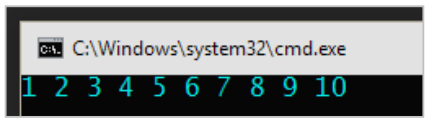 C:\Windows\system32\cmd.exe
1 2 3 4 5 6 7 8 9 10